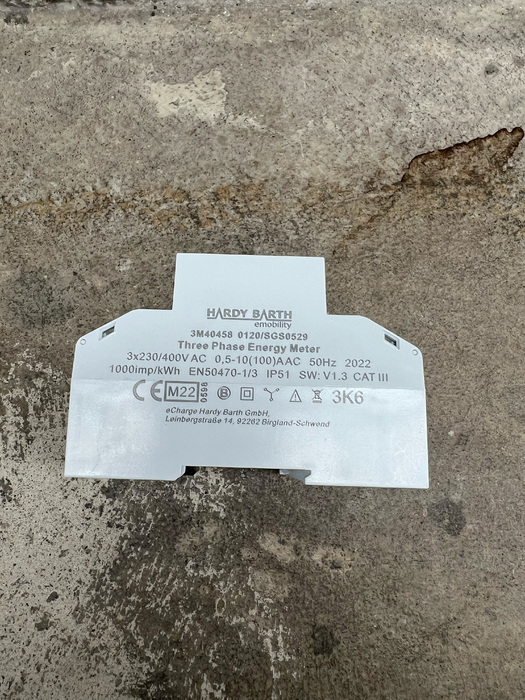 HARDY BARTH
emobility
3M40458 0120/SGS0529
Three Phase Energy Meter
3x230/400V AC 0,5-10(100)A AC 50Hz 2022
1000imp/kWh EN50470-1/3 IP51 SW: V1.3 CAT III
CE M22 0598 B 3K6
eCharge Hardy Barth GmbH,
Leinbergstraße 14, 92262 Birgland-Schwend